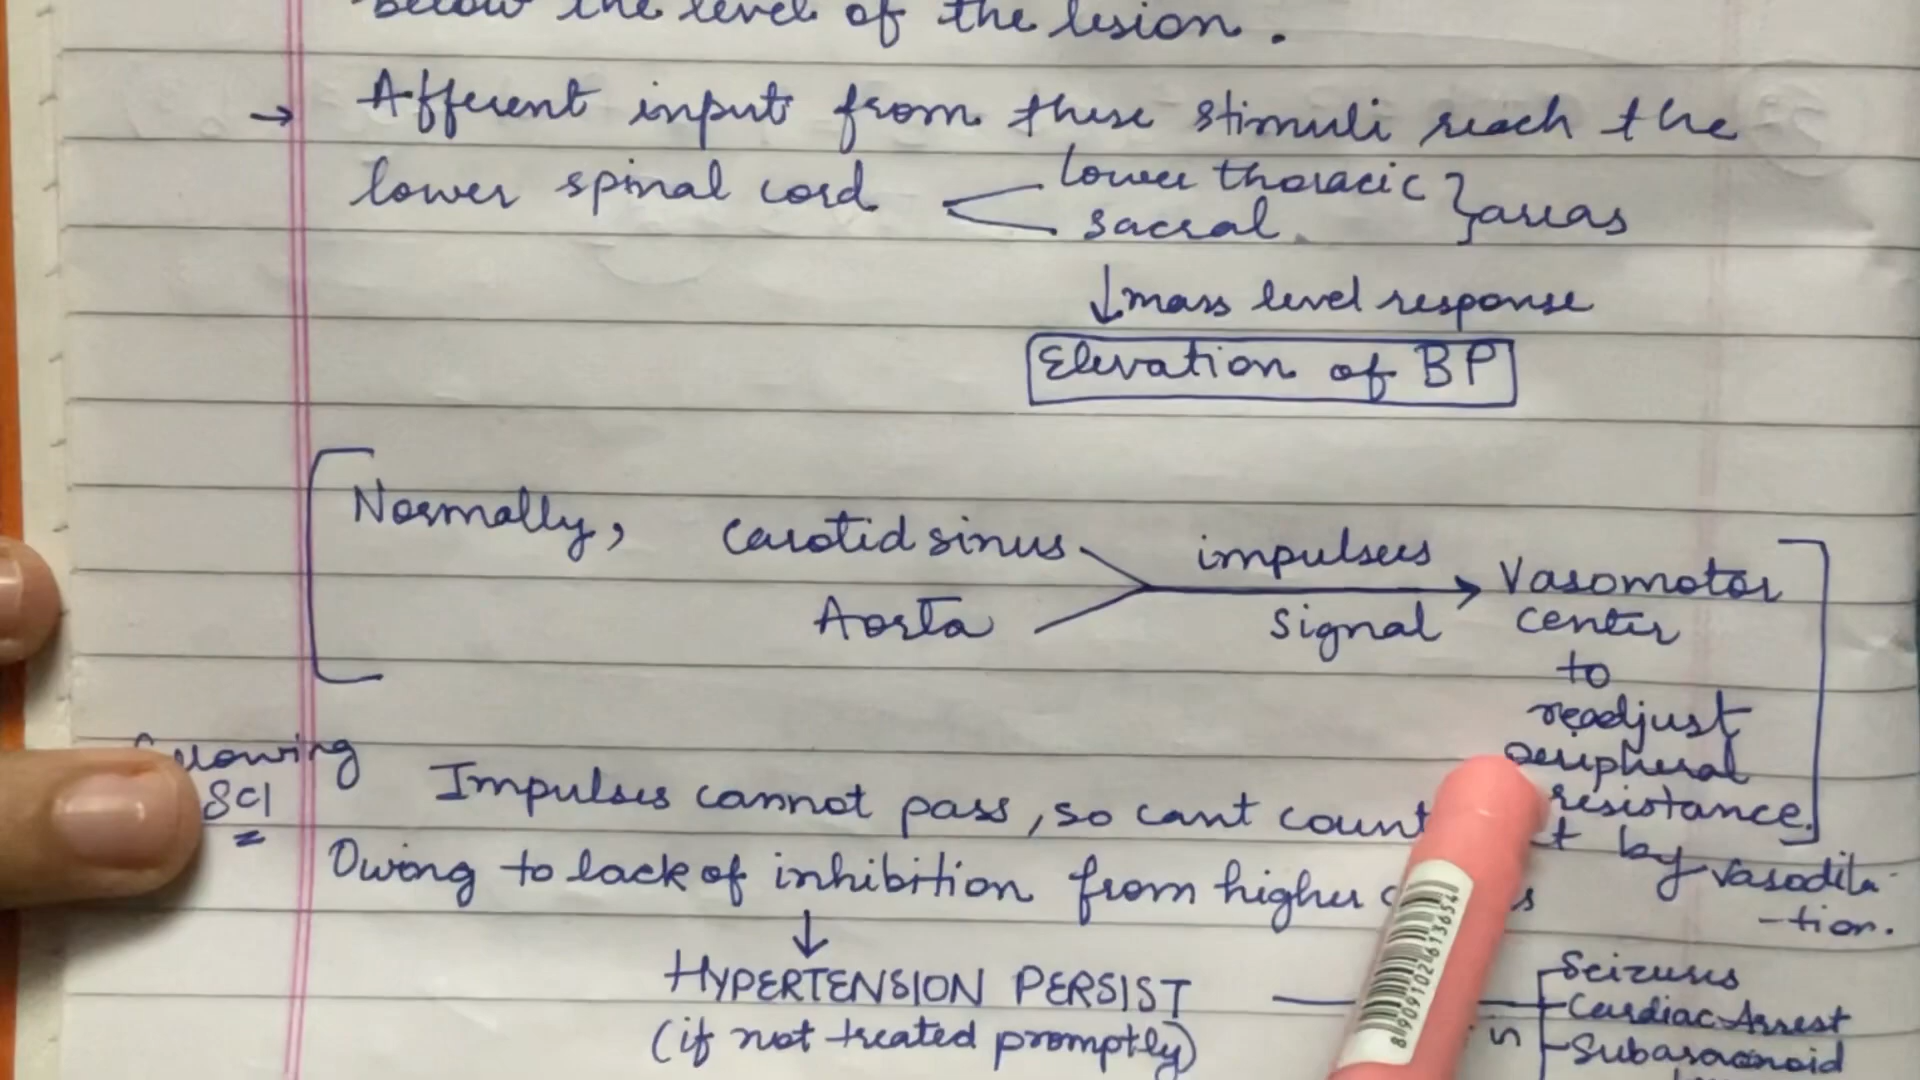 below the level of the lesion.
→ Afferent input from these stimuli reach the
lower spinal cord < lower thoracic } areas
sacral
↓ mass level response
Elevation of BP
Normally, Carotid sinus impulses → Vasomotor
Aorta signal center
to
readjust
peripheral
resistance.
SCI Impulses cannot pass, so cant by vasodila-
-tion.
Owing to lack of inhibition from higher
↓
HYPERTENSION PERSIST Seizures
Cardiac Arrest
(if not treated promptly) Subaracnoid
8909102613654